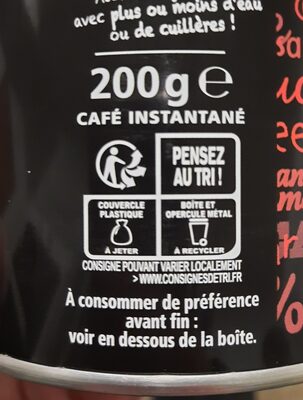 avec plus ou moins d'eau
ou de cuillères !
200g e
CAFÉ INSTANTANÉ
PENSEZ
AU TRI !
COUVERCLE
PLASTIQUE
À JETER
BOÎTE ET
OPERCULE MÉTAL
À RECYCLER
CONSIGNE POUVANT VARIER LOCALEMENT
> WWW.CONSIGNESDETRI.FR
À consommer de préférence
avant fin :
voir en dessous de la boîte.